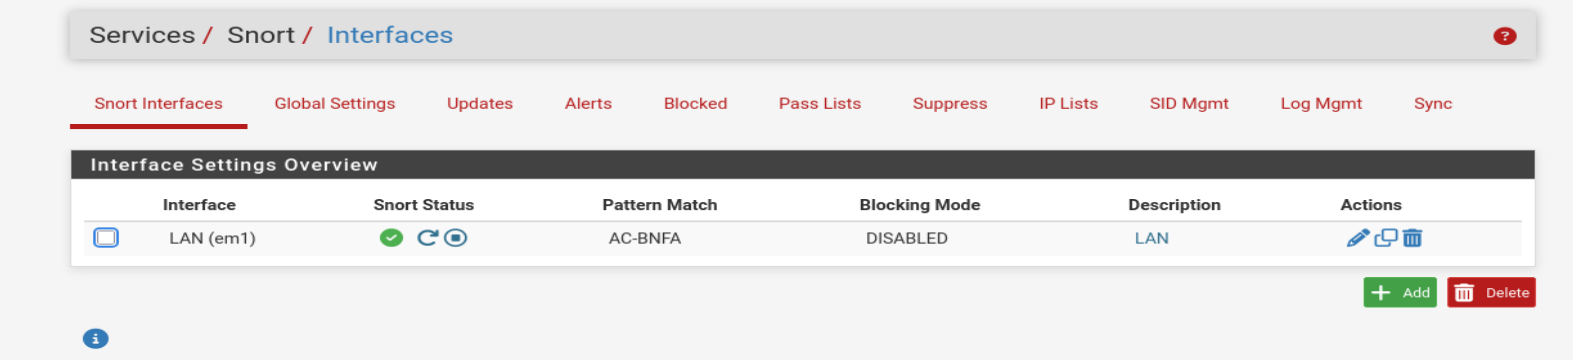 Services / Snort / Interfaces
Snort Interfaces Global Settings Updates Alerts Blocked Pass Lists Suppress IP Lists SID Mgmt Log Mgmt Sync
Interface Settings Overview
Interface Snort Status Pattern Match Blocking Mode Description Actions
LAN (em1) AC-BNFA DISABLED LAN
Add Delete